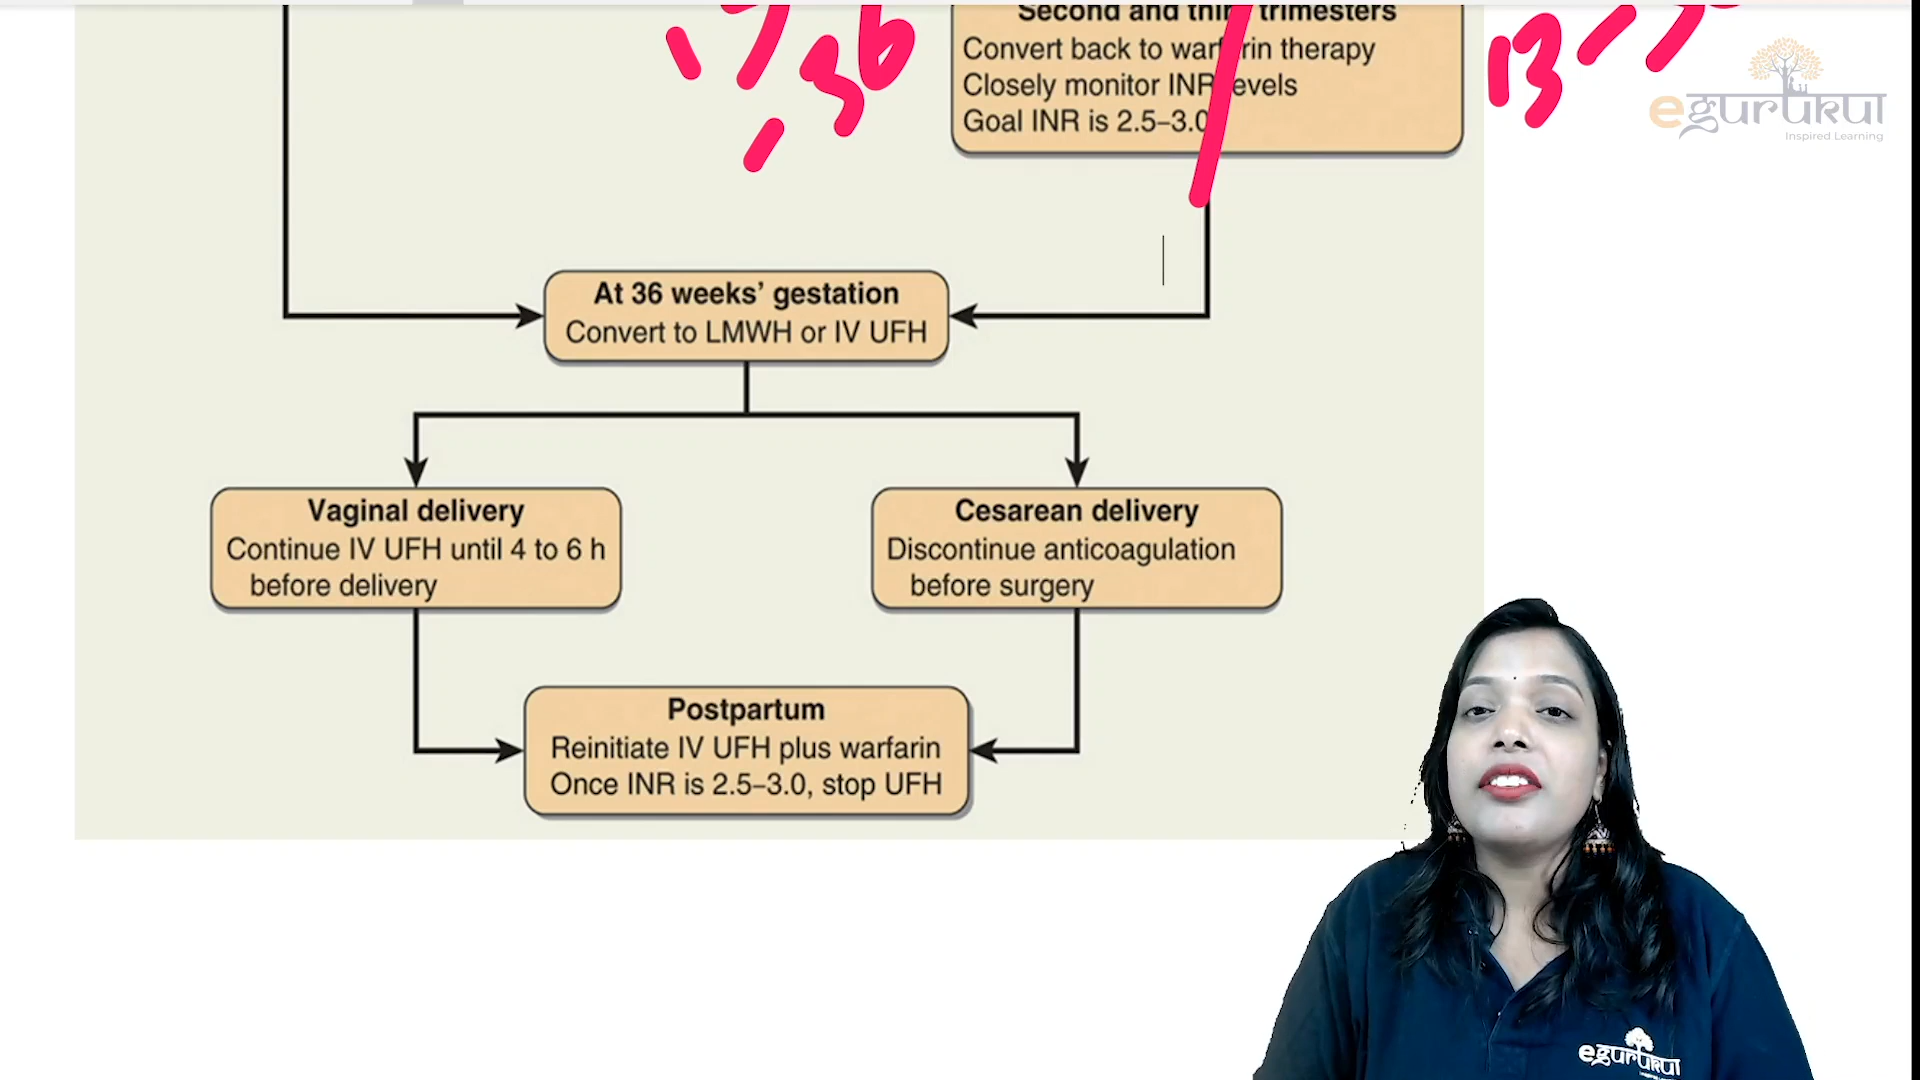 Second and third trimesters
Convert back to warfarin therapy
Closely monitor INR levels
Goal INR is 2.5–3.0
36
13
egurukul
Inspired Learning
At 36 weeks’ gestation
Convert to LMWH or IV UFH
Vaginal delivery
Continue IV UFH until 4 to 6 h
before delivery
Cesarean delivery
Discontinue anticoagulation
before surgery
Postpartum
Reinitiate IV UFH plus warfarin
Once INR is 2.5–3.0, stop UFH
egurukul